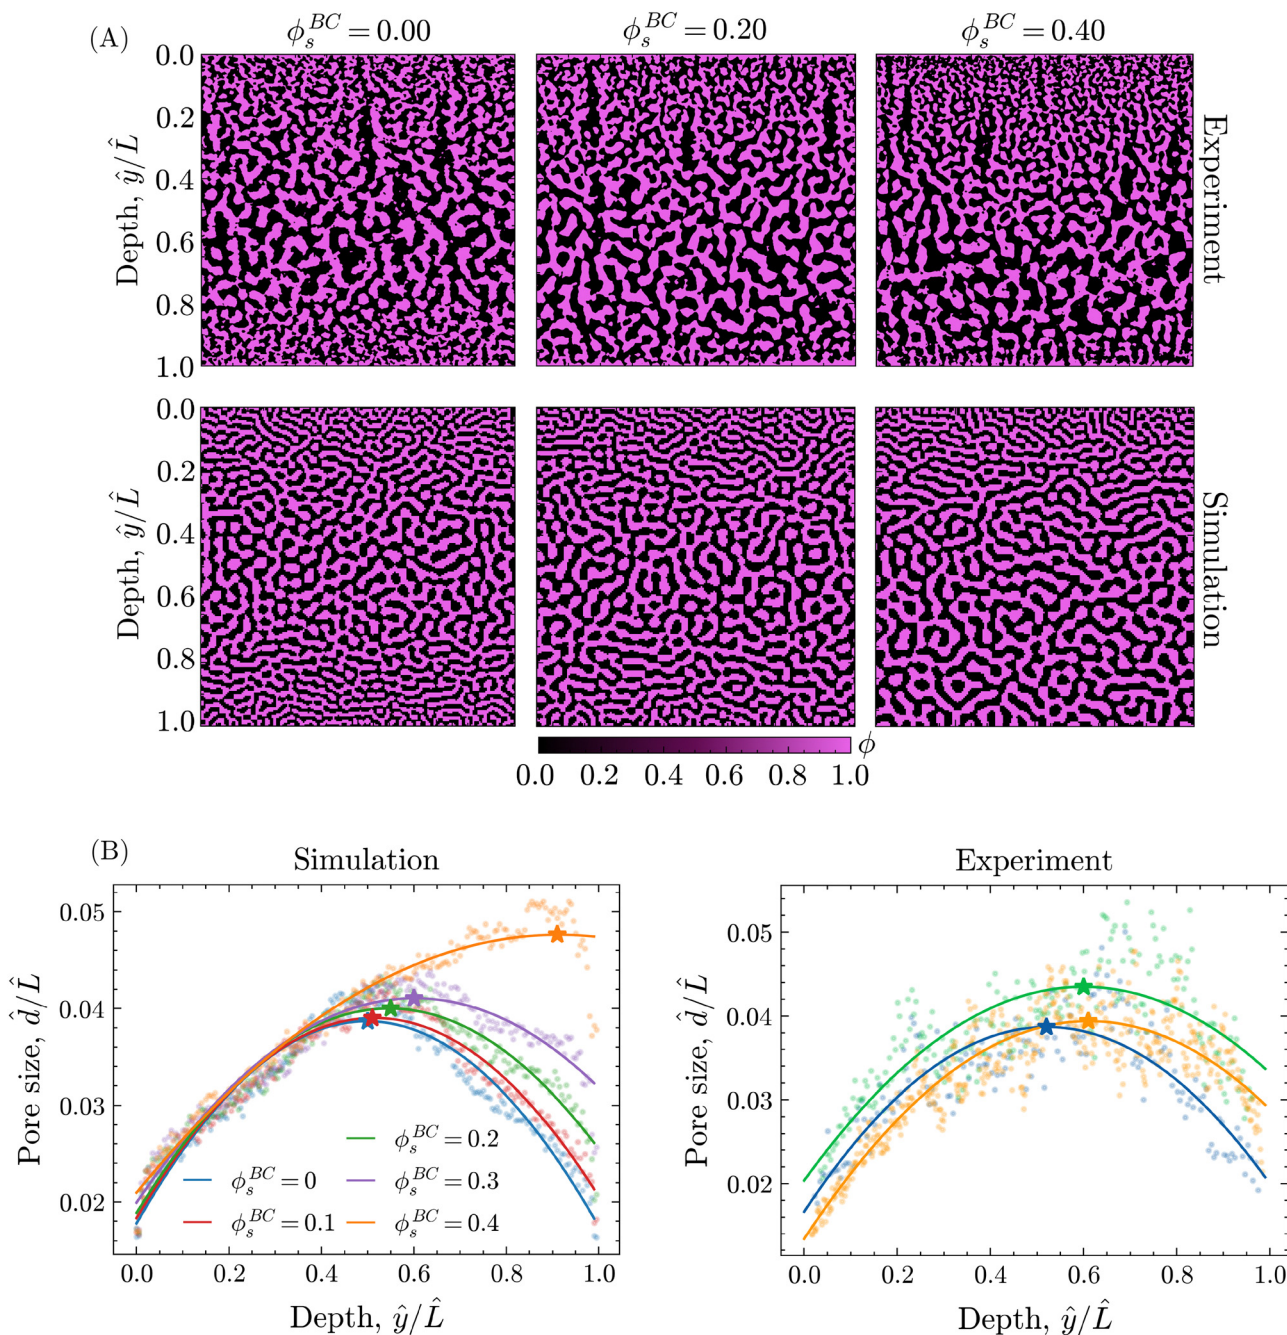 (A)
ϕ_s^{BC} = 0.00
ϕ_s^{BC} = 0.20
ϕ_s^{BC} = 0.40
Depth, ŷ/L̂
0.0
0.2
0.4
0.6
0.8
1.0
Experiment
Depth, ŷ/L̂
0.0
0.2
0.4
0.6
0.8
1.0
Simulation
ϕ
0.0 0.2 0.4 0.6 0.8 1.0
(B)
Simulation
Pore size, d̂/L̂
0.05
0.04
0.03
0.02
ϕ_s^{BC} = 0
ϕ_s^{BC} = 0.1
ϕ_s^{BC} = 0.2
ϕ_s^{BC} = 0.3
ϕ_s^{BC} = 0.4
0.0 0.2 0.4 0.6 0.8 1.0
Depth, ŷ/L̂
Experiment
Pore size, d̂/L̂
0.05
0.04
0.03
0.02
0.0 0.2 0.4 0.6 0.8 1.0
Depth, ŷ/L̂